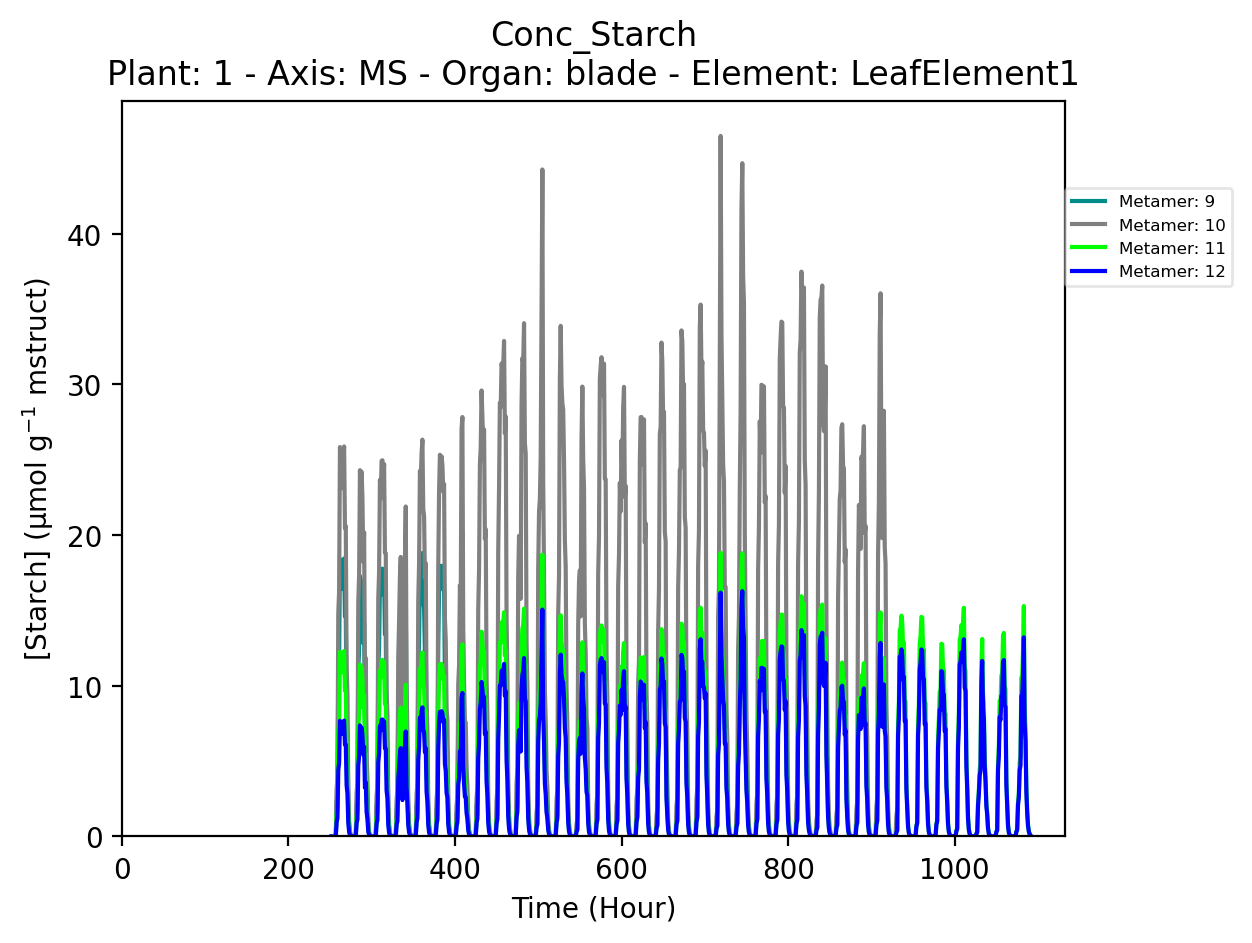 Conc_Starch
Plant: 1 - Axis: MS - Organ: blade - Element: LeafElement1
[Starch] (µmol g⁻¹ mstruct)
40
30
20
10
0
0 200 400 600 800 1000
Time (Hour)
Metamer: 9
Metamer: 10
Metamer: 11
Metamer: 12